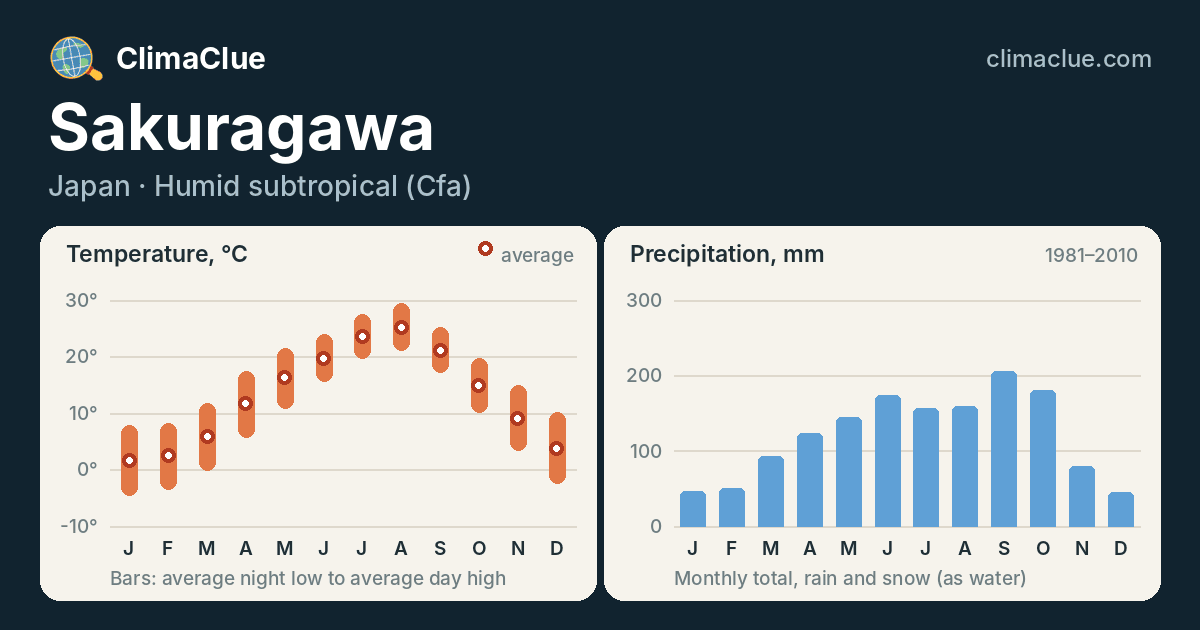 ClimaClue
climaclue.com
Sakuragawa
Japan · Humid subtropical (Cfa)
Temperature, °C
average
30°
20°
10°
0°
-10°
J F M A M J J A S O N D
Bars: average night low to average day high
Precipitation, mm
1981–2010
300
200
100
0
J F M A M J J A S O N D
Monthly total, rain and snow (as water)